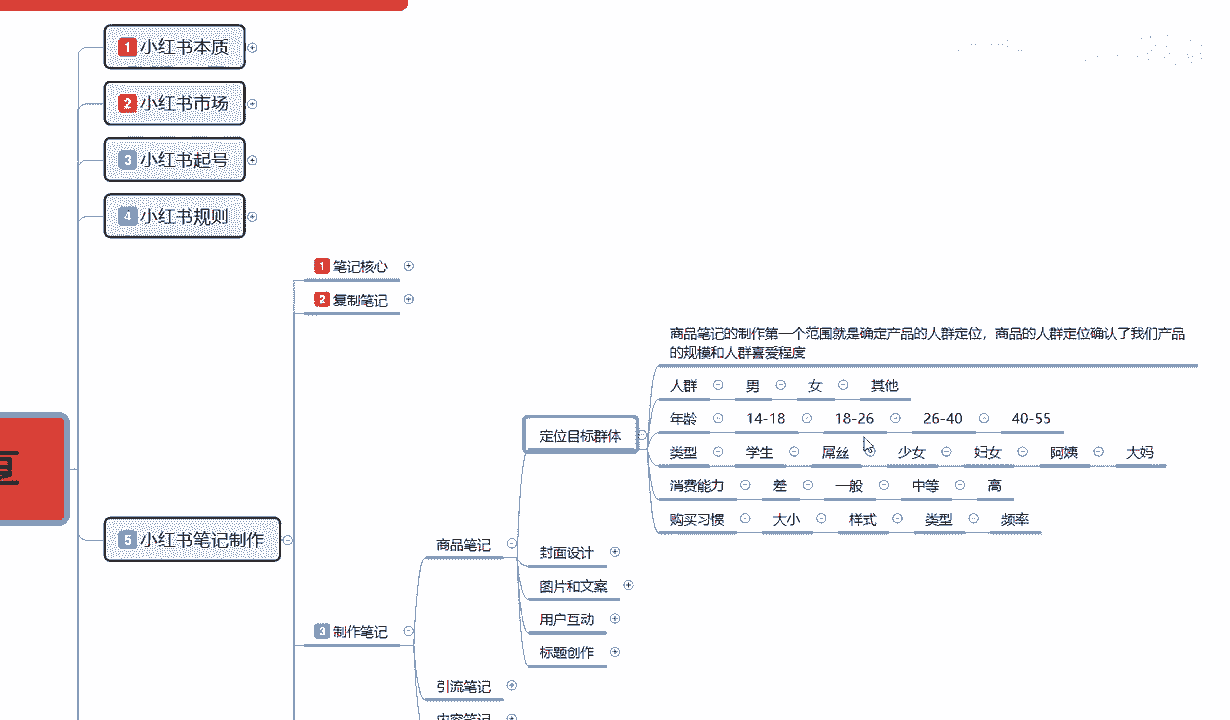 1 小红书本质
2 小红书市场
3 小红书起号
4 小红书规则
5 小红书笔记制作
1 笔记核心
2 复制笔记
3 制作笔记
商品笔记
定位目标群体
商品笔记的制作第一个范围就是确定产品的人群定位，商品的人群定位确认了我们产品
的规模和人群喜爱程度
人群 男 女 其他
年龄 14-18 18-26 26-40 40-55
类型 学生 屌丝 少女 妇女 阿姨 大妈
消费能力 差 一般 中等 高
购买习惯 大小 样式 类型 频率
封面设计
图片和文案
用户互动
标题创作
引流笔记
内容笔记